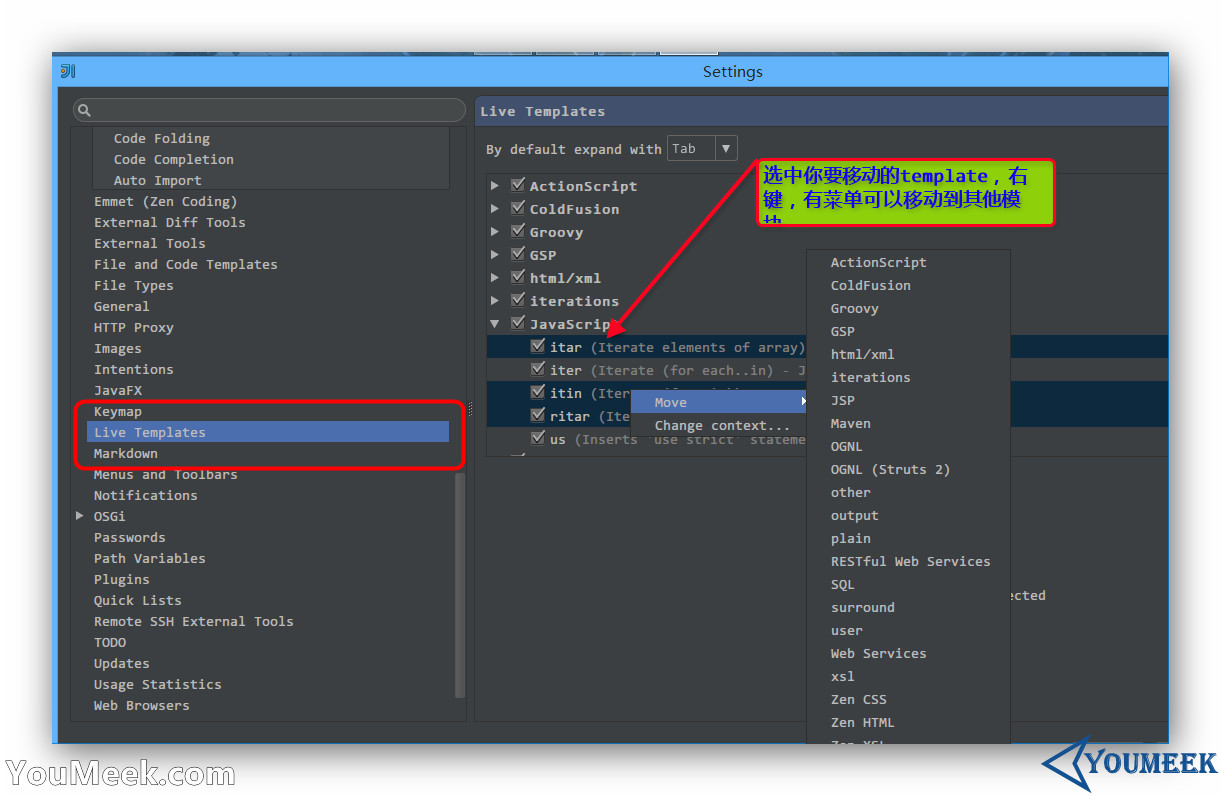 Settings
Code Folding
Code Completion
Auto Import
Emmet (Zen Coding)
External Diff Tools
External Tools
File and Code Templates
File Types
General
HTTP Proxy
Images
Intentions
JavaFX
Keymap
Live Templates
Markdown
Menus and Toolbars
Notifications
OSGi
Passwords
Path Variables
Plugins
Quick Lists
Remote SSH External Tools
TODO
Updates
Usage Statistics
Web Browsers
Live Templates
By default expand with Tab
ActionScript
ColdFusion
Groovy
GSP
html/xml
iterations
JavaScrip
itar (Iterate elements of array)
iter (Iterate (for each..in) - J
itin (Iter
ritar (Ite
us (Inserts 'use strict' stateme
选中你要移动的template，右
键，有菜单可以移动到其他模
块
Move
Change context...
ActionScript
ColdFusion
Groovy
GSP
html/xml
iterations
JSP
Maven
OGNL
OGNL (Struts 2)
other
output
plain
RESTful Web Services
SQL
surround
user
Web Services
xsl
Zen CSS
Zen HTML
Zen XSL
ected
YouMeek.com
YOUMEEK